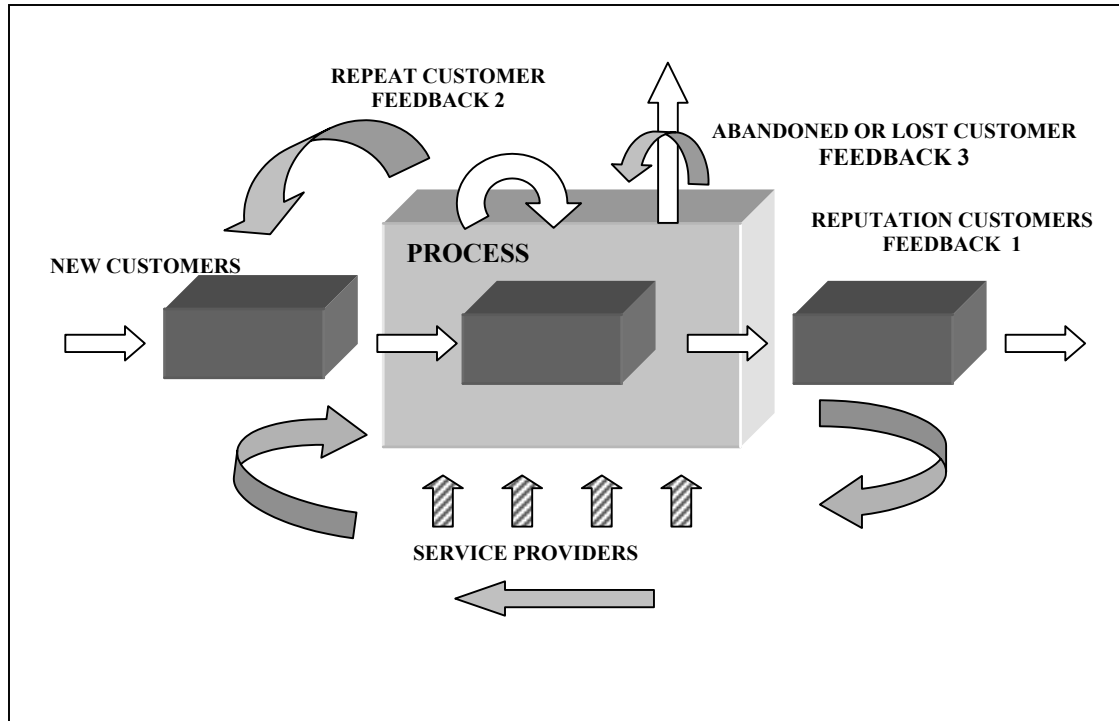 REPEAT CUSTOMER
FEEDBACK 2
ABANDONED OR LOST CUSTOMER
FEEDBACK 3
REPUTATION CUSTOMERS
FEEDBACK 1
PROCESS
NEW CUSTOMERS
SERVICE PROVIDERS